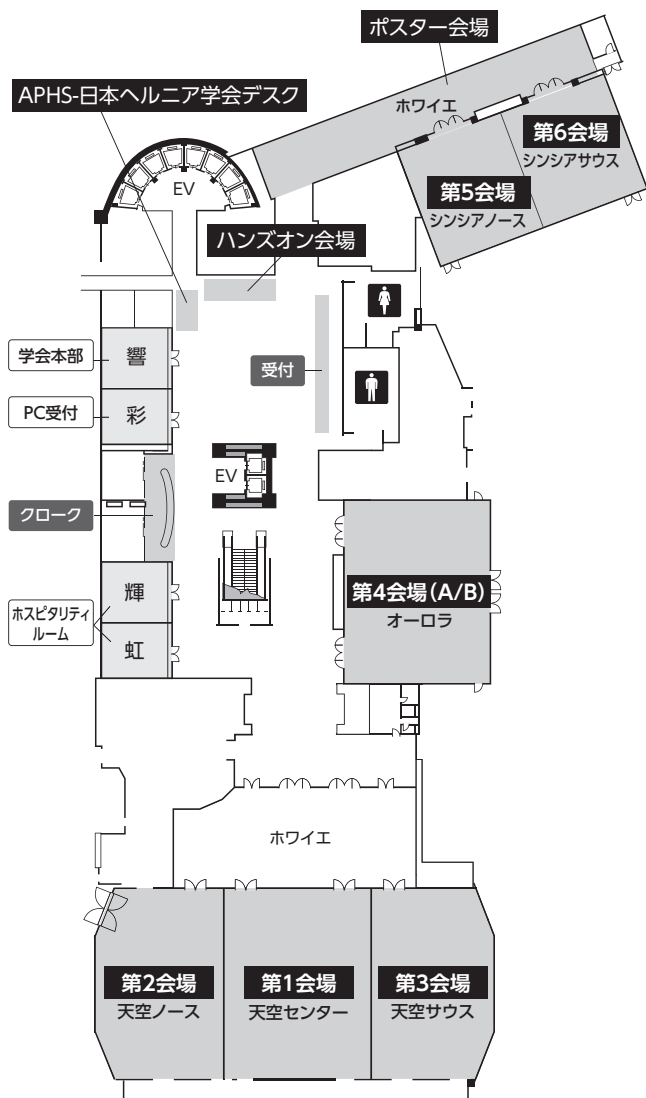 ポスター会場
APHS-日本ヘルニア学会デスク
ホワイエ
第6会場
シンシアサウス
EV
第5会場
シンシアノース
ハンズオン会場
学会本部
響
受付
PC受付
彩
EV
クローク
第4会場(A/B)
オーロラ
輝
ホスピタリティ
ルーム
虹
ホワイエ
第2会場
天空ノース
第1会場
天空センター
第3会場
天空サウス